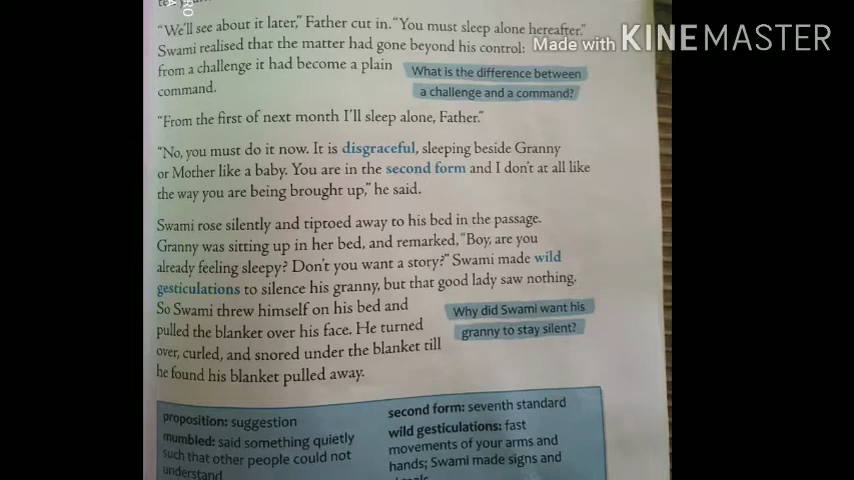 "We'll see about it later," Father cut in. "You must sleep alone hereafter."
Swami realised that the matter had gone beyond his control:
from a challenge it had become a plain
command.
What is the difference between
a challenge and a command?
"From the first of next month I'll sleep alone, Father."
"No, you must do it now. It is disgraceful, sleeping beside Granny
or Mother like a baby. You are in the second form and I don't at all like
the way you are being brought up," he said.
Swami rose silently and tiptoed away to his bed in the passage.
Granny was sitting up in her bed, and remarked, "Boy, are you
already feeling sleepy? Don't you want a story?" Swami made wild
gesticulations to silence his granny, but that good lady saw nothing.
So Swami threw himself on his bed and
pulled the blanket over his face. He turned
over, curled, and snored under the blanket till
he found his blanket pulled away.
Why did Swami want his
granny to stay silent?
proposition: suggestion
mumbled: said something quietly
such that other people could not
understand
second form: seventh standard
wild gesticulations: fast
movements of your arms and
hands; Swami made signs and
Made with KINEMASTER